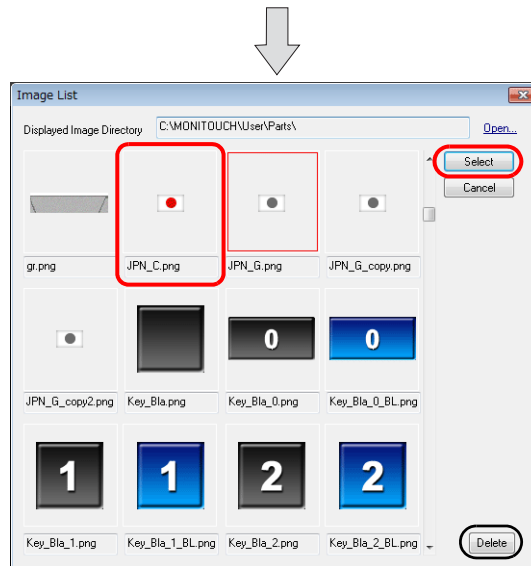 Image List
Displayed Image Directory C:\MONITOUCH\User\Parts\ Open...
Select
Cancel
gr.png JPN_C.png JPN_G.png JPN_G_copy.png
0 0
JPN_G_copy2.png Key_Bla.png Key_Bla_0.png Key_Bla_0_BL.png
1 1 2 2
Key_Bla_1.png Key_Bla_1_BL.png Key_Bla_2.png Key_Bla_2_BL.png
Delete